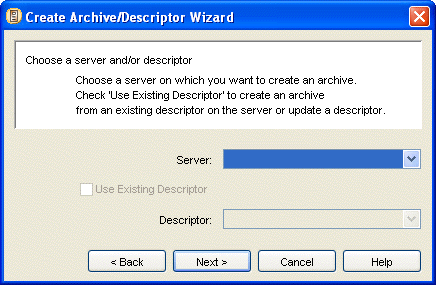 Create Archive/Descriptor Wizard
Choose a server and/or descriptor
Choose a server on which you want to create an archive.
Check 'Use Existing Descriptor' to create an archive
from an existing descriptor on the server or update a descriptor.
Server:
Use Existing Descriptor
Descriptor:
< Back Next > Cancel Help